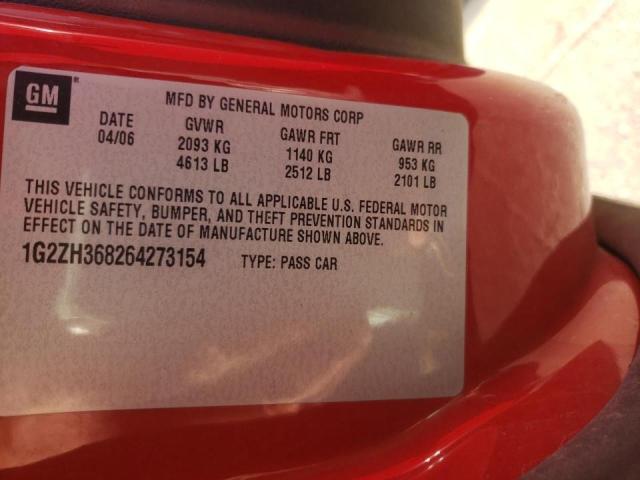 GM ®
MFD BY GENERAL MOTORS CORP
DATE GVWR GAWR FRT GAWR RR
04/06 2093 KG 1140 KG 953 KG
4613 LB 2512 LB 2101 LB
THIS VEHICLE CONFORMS TO ALL APPLICABLE U.S. FEDERAL MOTOR
VEHICLE SAFETY, BUMPER, AND THEFT PREVENTION STANDARDS IN
EFFECT ON THE DATE OF MANUFACTURE SHOWN ABOVE.
1G2ZH368264273154 TYPE: PASS CAR